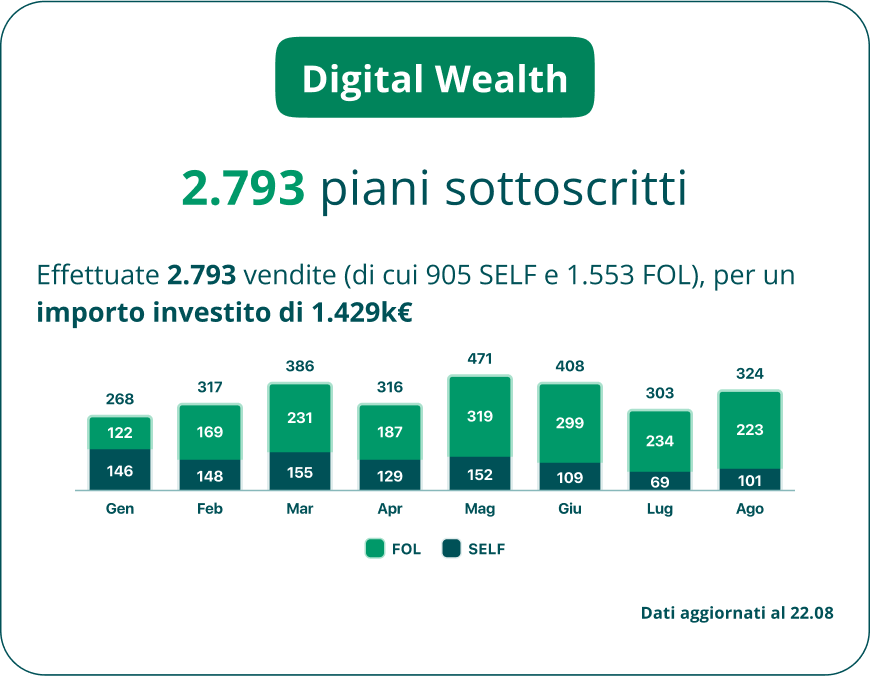 Digital Wealth
2.793 piani sottoscritti
Effettuate 2.793 vendite (di cui 905 SELF e 1.553 FOL), per un
importo investito di 1.429k€
268 317 386 316 471 408 303 324
122 169 231 187 319 299 234 223
146 148 155 129 152 109 69 101
Gen Feb Mar Apr Mag Giu Lug Ago
FOL SELF
Dati aggiornati al 22.08